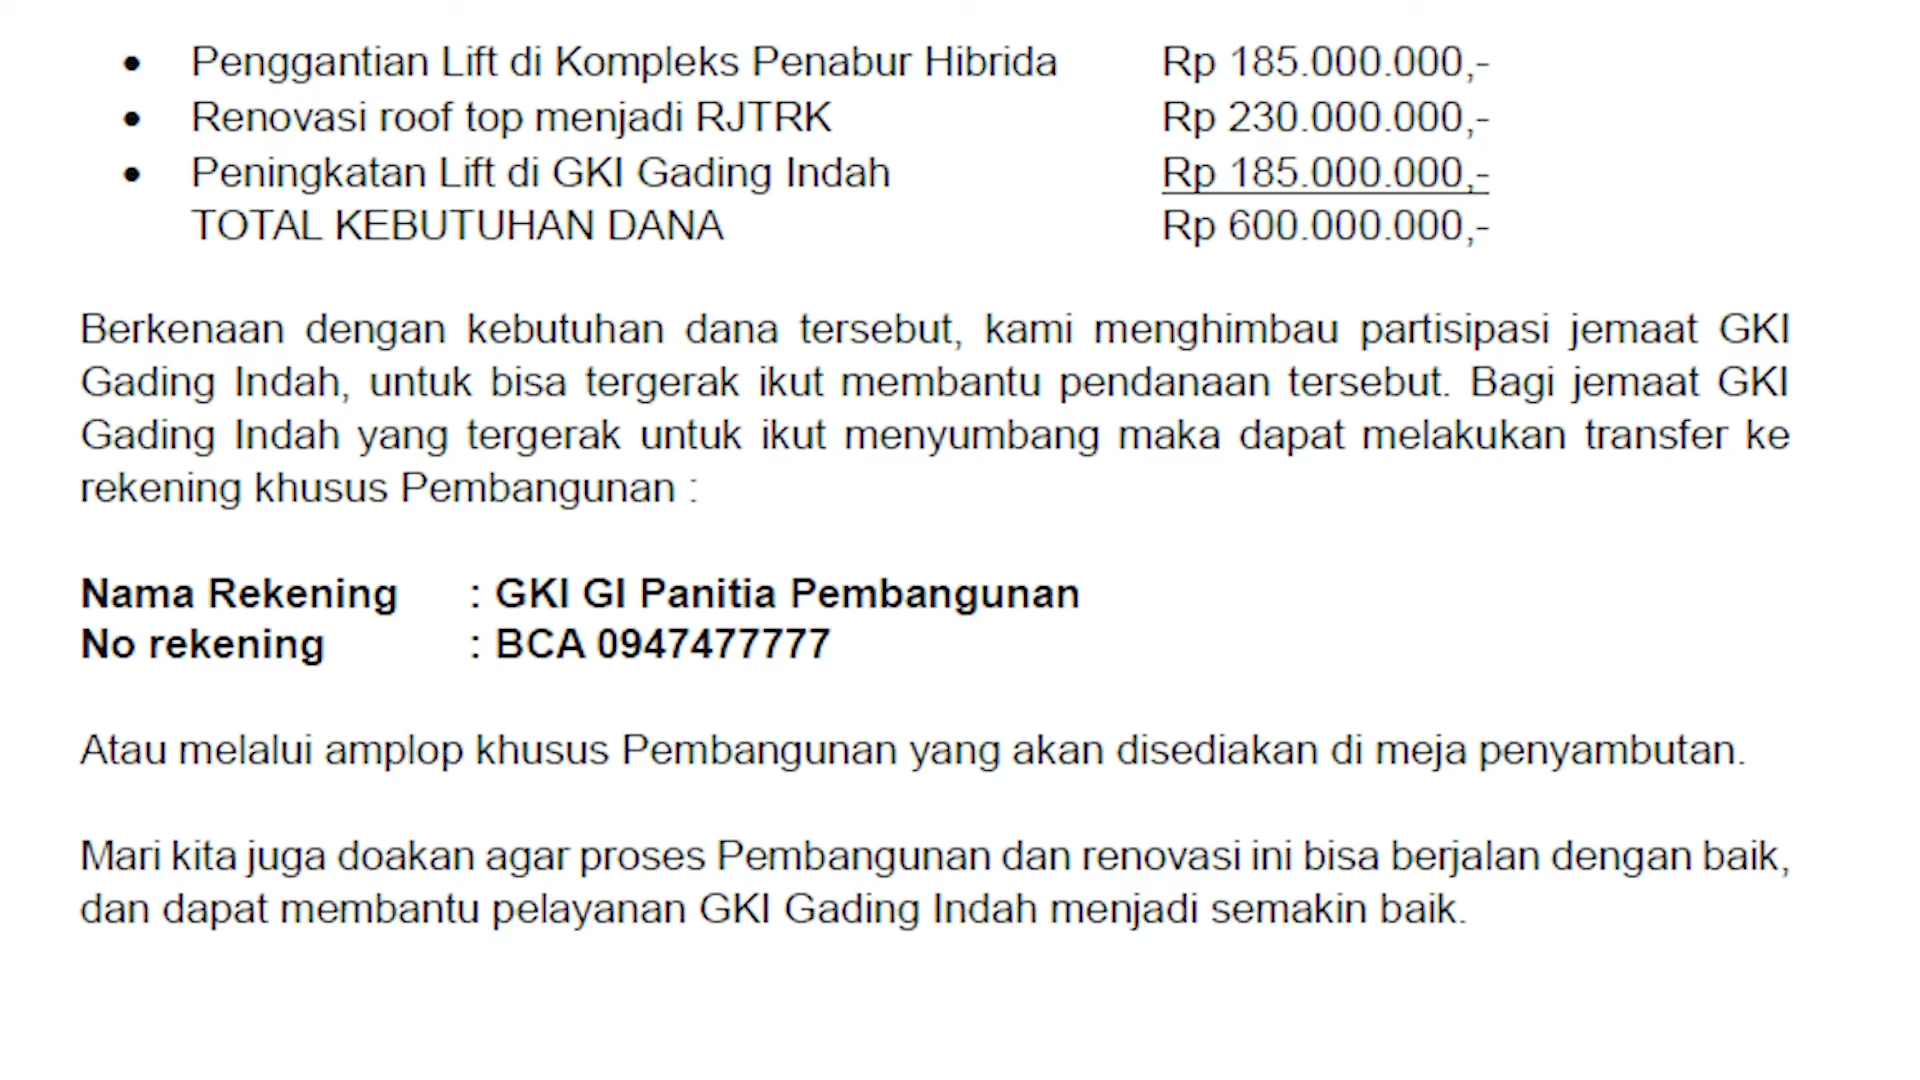 • Penggantian Lift di Kompleks Penabur Hibrida Rp 185.000.000,-
• Renovasi roof top menjadi RJTRK Rp 230.000.000,-
• Peningkatan Lift di GKI Gading Indah Rp 185.000.000,-
TOTAL KEBUTUHAN DANA Rp 600.000.000,-
Berkenaan dengan kebutuhan dana tersebut, kami menghimbau partisipasi jemaat GKI
Gading Indah, untuk bisa tergerak ikut membantu pendanaan tersebut. Bagi jemaat GKI
Gading Indah yang tergerak untuk ikut menyumbang maka dapat melakukan transfer ke
rekening khusus Pembangunan :
Nama Rekening : GKI GI Panitia Pembangunan
No rekening : BCA 0947477777
Atau melalui amplop khusus Pembangunan yang akan disediakan di meja penyambutan.
Mari kita juga doakan agar proses Pembangunan dan renovasi ini bisa berjalan dengan baik,
dan dapat membantu pelayanan GKI Gading Indah menjadi semakin baik.